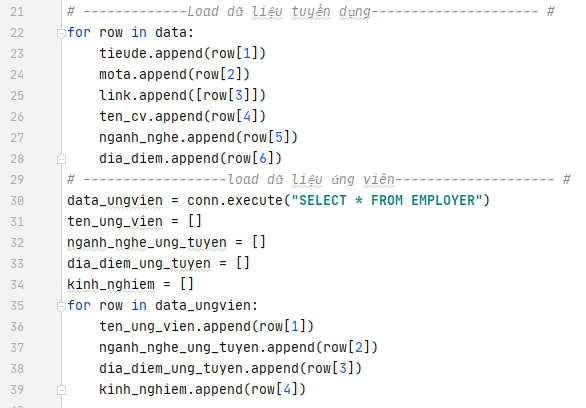 21 # -------------Load dữ liệu tuyển dụng--------------------- #
22 for row in data:
23     tieude.append(row[1])
24     mota.append(row[2])
25     link.append([row[3]])
26     ten_cv.append(row[4])
27     nganh_nghe.append(row[5])
28     dia_diem.append(row[6])
29 # ------------------load dữ liệu ứng viên-------------------- #
30 data_ungvien = conn.execute("SELECT * FROM EMPLOYER")
31 ten_ung_vien = []
32 nganh_nghe_ung_tuyen = []
33 dia_diem_ung_tuyen = []
34 kinh_nghiem = []
35 for row in data_ungvien:
36     ten_ung_vien.append(row[1])
37     nganh_nghe_ung_tuyen.append(row[2])
38     dia_diem_ung_tuyen.append(row[3])
39     kinh_nghiem.append(row[4])